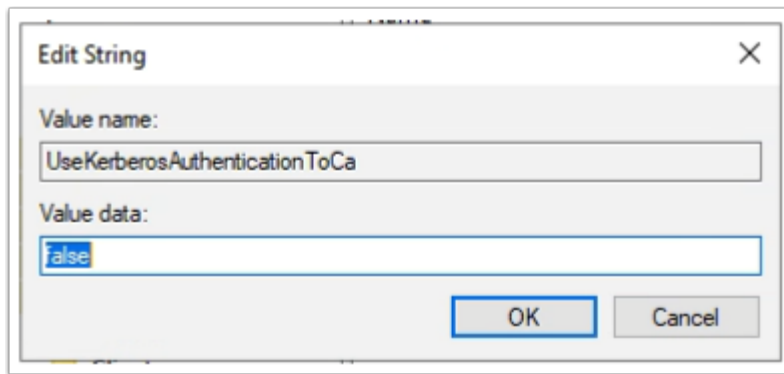 Edit String
Value name:
UseKerberosAuthenticationToCa
Value data:
false
OK Cancel